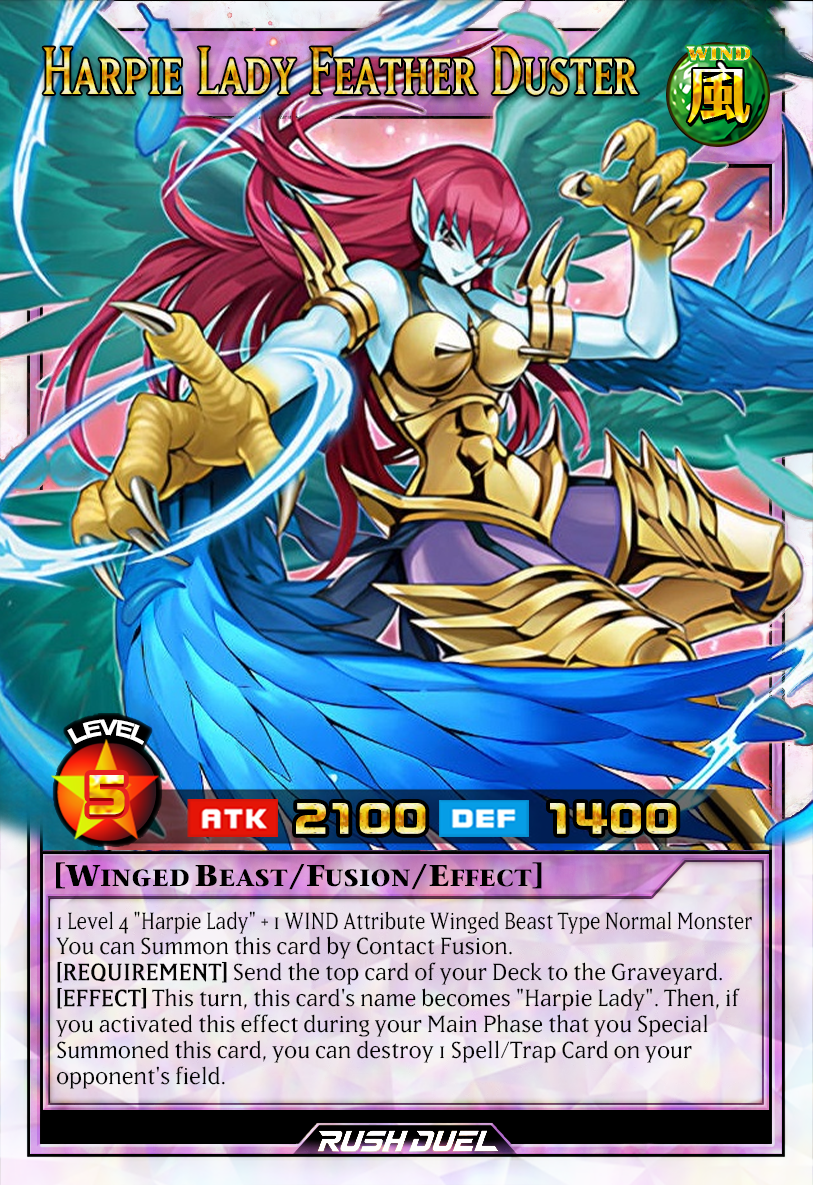 HARPIE LADY FEATHER DUSTER
WIND
風
LEVEL
5
ATK 2100 DEF 1400
[WINGED BEAST/FUSION/EFFECT]
1 Level 4 "Harpie Lady" + 1 WIND Attribute Winged Beast Type Normal Monster
You can Summon this card by Contact Fusion.
[REQUIREMENT] Send the top card of your Deck to the Graveyard.
[EFFECT] This turn, this card's name becomes "Harpie Lady". Then, if
you activated this effect during your Main Phase that you Special
Summoned this card, you can destroy 1 Spell/Trap Card on your
opponent's field.
RUSH DUEL